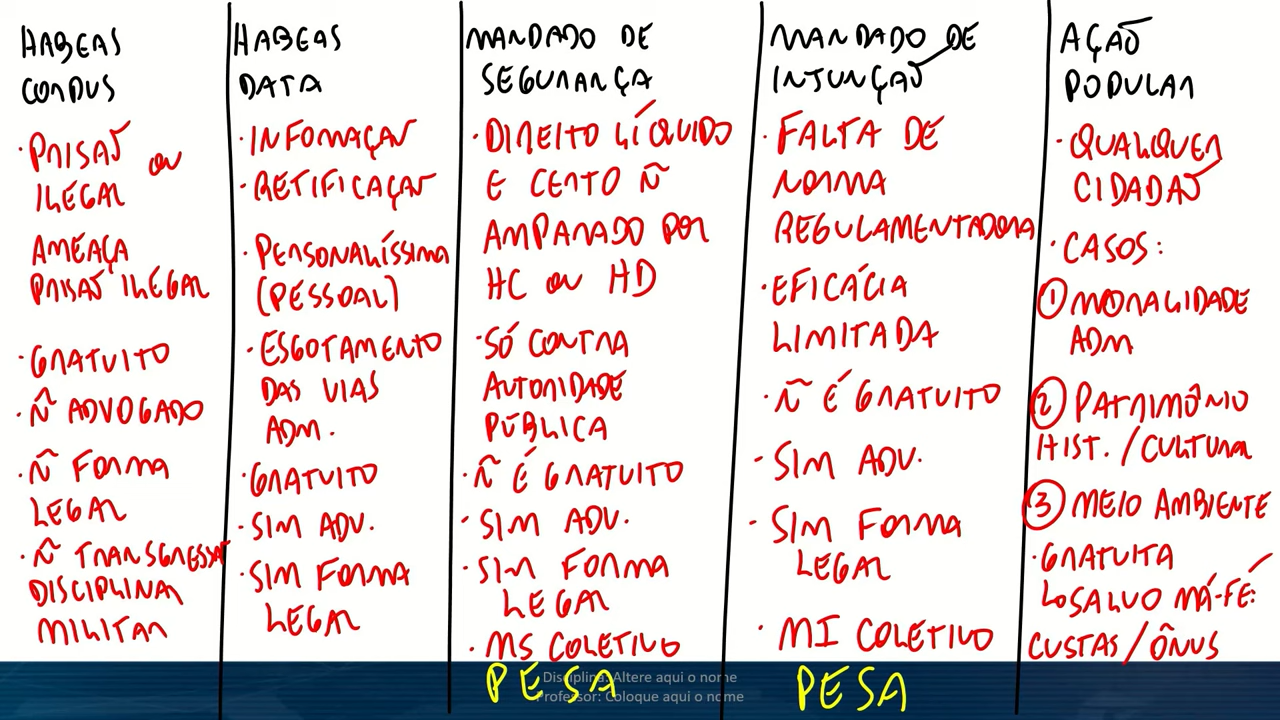 HABEAS
CORPUS
· PRISÃO OU
ILEGAL
AMEAÇA
PRISÃO ILEGAL
· GRATUITO
· Ñ ADVOGADO
· Ñ FORMA
LEGAL
· Ñ TRANSGRESSÃO
DISCIPLINAR
MILITAR
HABEAS
DATA
· INFORMAÇÃO
· RETIFICAÇÃO
· PERSONALÍSSIMA
(PESSOAL)
· ESGOTAMENTO
DAS VIAS
ADM.
· GRATUITO
· SIM ADV.
· SIM FORMA
LEGAL
MANDADO DE
SEGURANÇA
· DIREITO LÍQUIDO
E CERTO Ñ
AMPARADO POR
HC OU HD
· SÓ CONTRA
AUTORIDADE
PÚBLICA
· Ñ É GRATUITO
· SIM ADV.
· SIM FORMA
LEGAL
· MS COLETIVO
PESA
MANDADO DE
INJUNÇÃO
· FALTA DE
NORMA
REGULAMENTADORA
· EFICÁCIA
LIMITADA
· Ñ É GRATUITO
- SIM ADV.
· SIM FORMA
LEGAL
· MI COLETIVO
PESA
AÇÃO
POPULAR
· QUALQUER
CIDADÃO
· CASOS:
① MORALIDADE
ADM
② PATRIMÔNIO
HIST./CULTURAL
③ MEIO AMBIENTE
· GRATUITA
↳ SALVO MÁ-FÉ:
CUSTAS/ÔNUS
Disciplina: Altere aqui o nome
Professor: Coloque aqui o nome